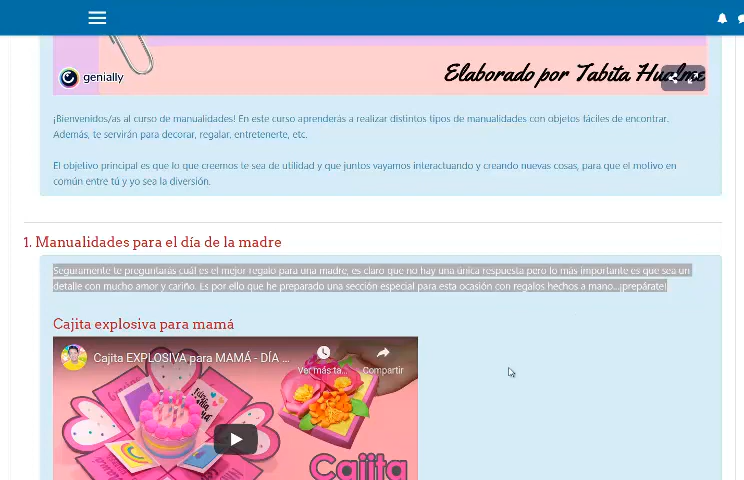 genially
Elaborado por Tabita Huelme
¡Bienvenidos/as al curso de manualidades! En este curso aprenderás a realizar distintos tipos de manualidades con objetos fáciles de encontrar.
Además, te servirán para decorar, regalar, entretenerte, etc.
El objetivo principal es que lo que creemos te sea de utilidad y que juntos vayamos interactuando y creando nuevas cosas, para que el motivo en
común entre tú y yo sea la diversión.
1. Manualidades para el día de la madre
Seguramente te preguntarás cuál es el mejor regalo para una madre, es claro que no hay una única respuesta pero lo más importante es que sea un
detalle con mucho amor y cariño. Es por ello que he preparado una sección especial para esta ocasión con regalos hechos a mano...¡prepárate!
Cajita explosiva para mamá
Cajita EXPLOSIVA para MAMÁ - DÍA ...
Ver más ta...
Compartir
Cajita